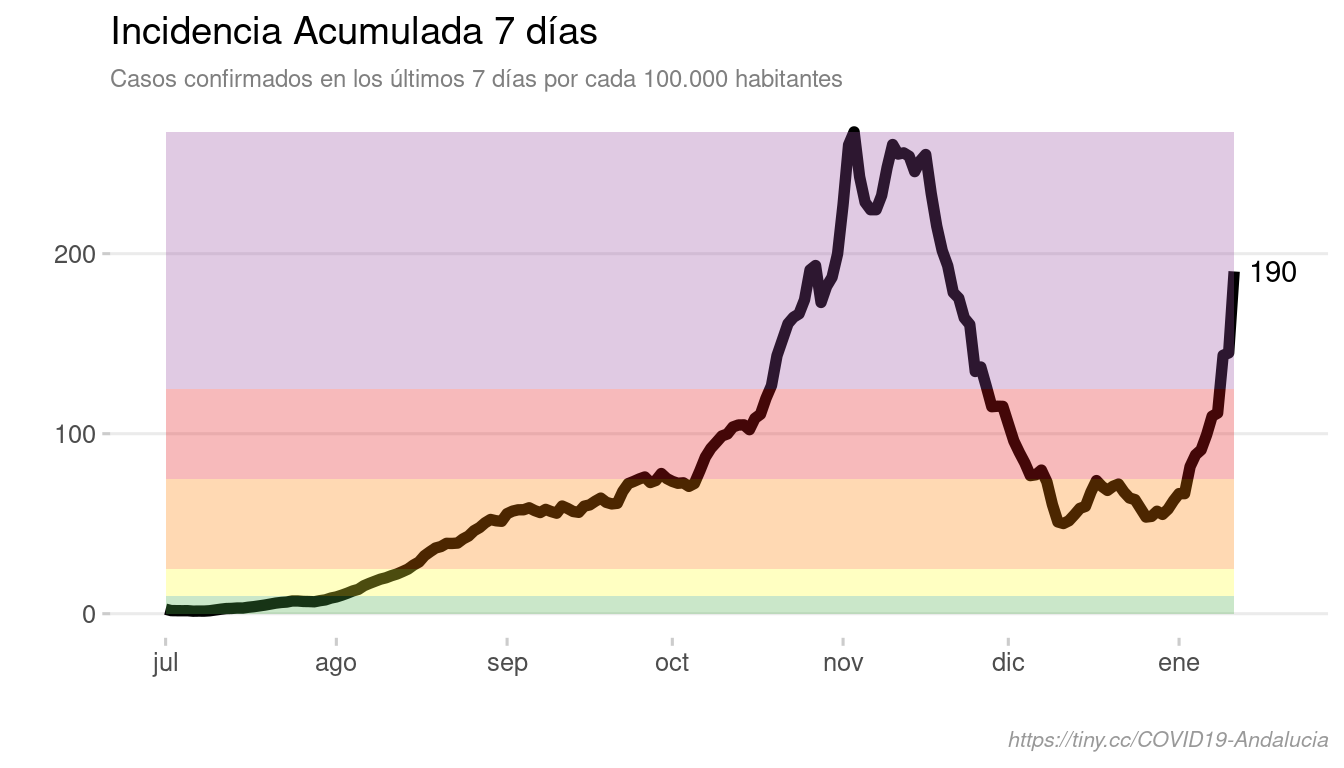 Incidencia Acumulada 7 días
Casos confirmados en los últimos 7 días por cada 100.000 habitantes
200
190
100
0
jul ago sep oct nov dic ene
https://tiny.cc/COVID19-Andalucia